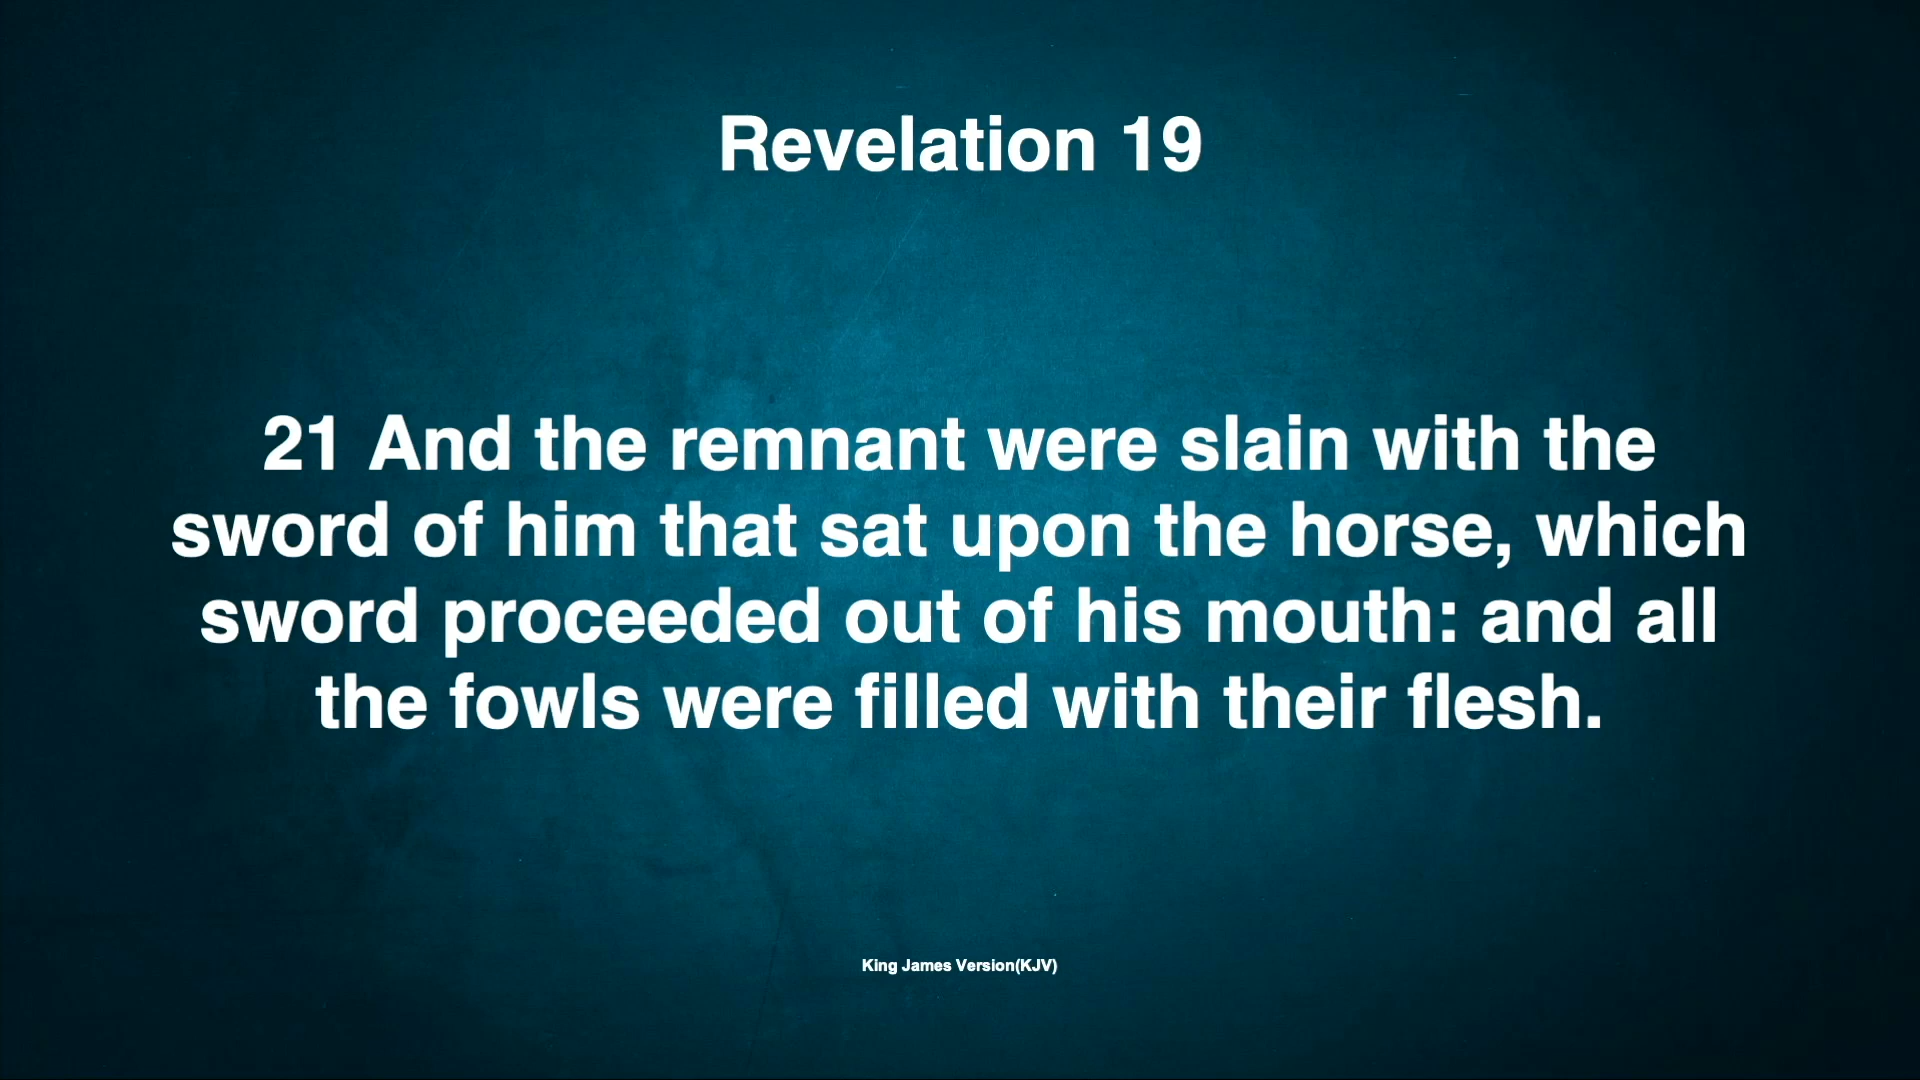 Revelation 19
21 And the remnant were slain with the
sword of him that sat upon the horse, which
sword proceeded out of his mouth: and all
the fowls were filled with their flesh.
King James Version(KJV)